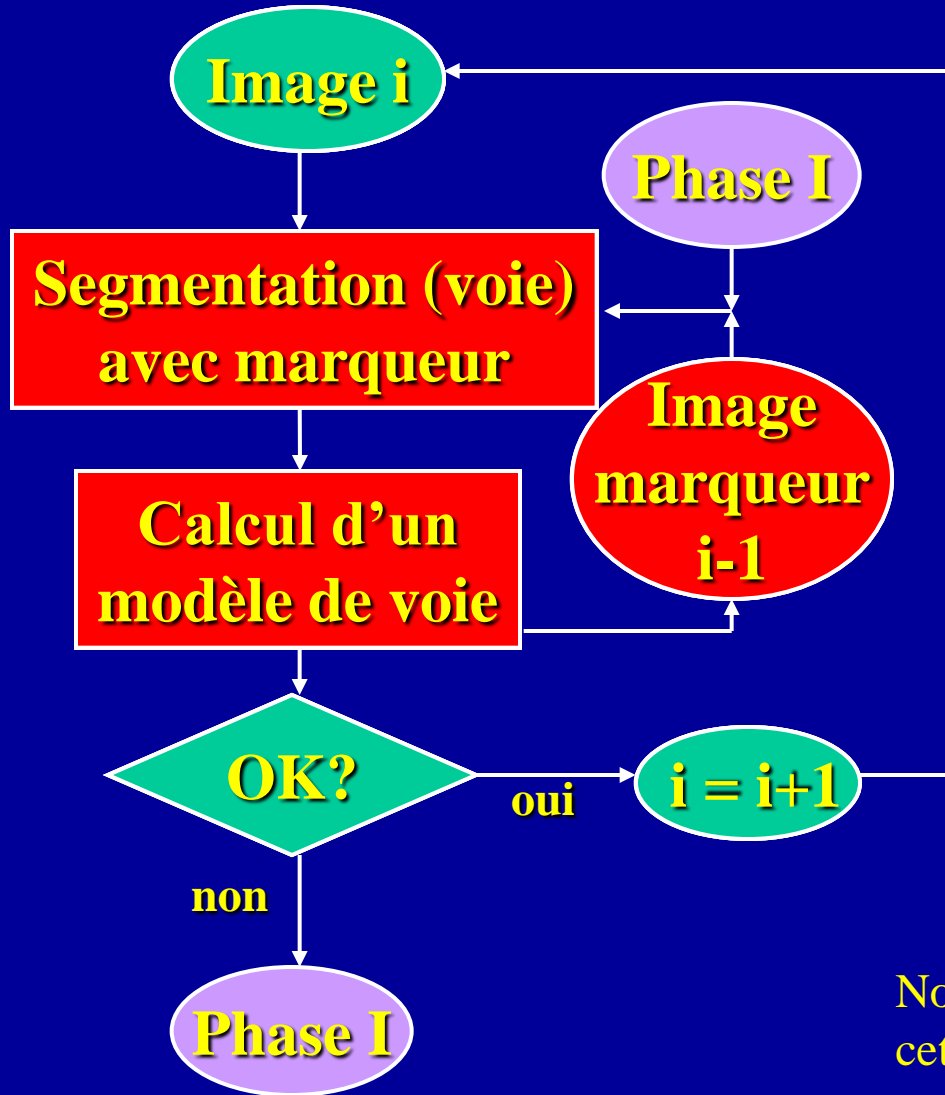 Image i
Phase I
Segmentation (voie)
avec marqueur
Image
marqueur
i-1
Calcul d’un
modèle de voie
OK?
oui
i = i+1
non
Phase I